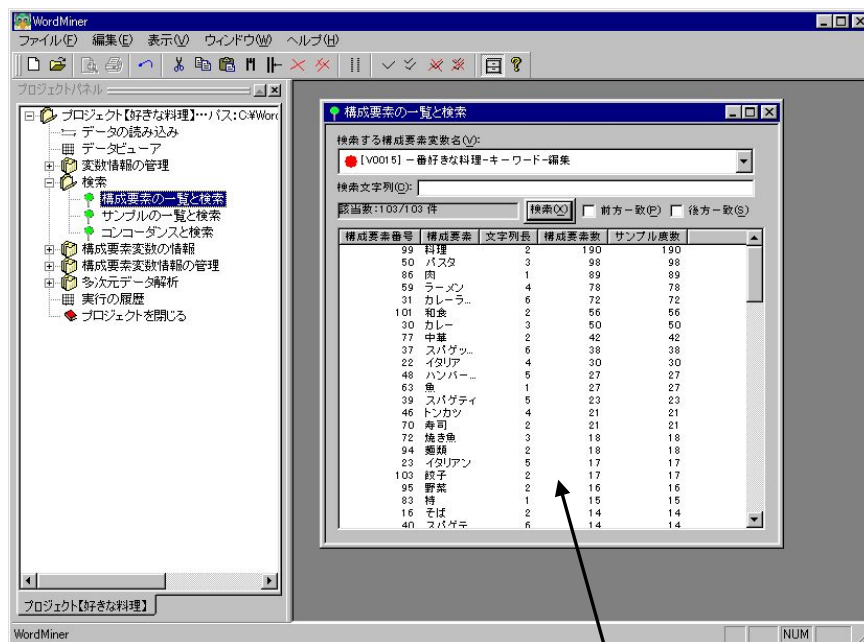 WordMiner
ファイル(F) 編集(E) 表示(V) ウィンドウ(W) ヘルプ(H)
プロジェクトパネル
プロジェクト【好きな料理】…パス:C:¥Word
データの読み込み
データビューア
変数情報の管理
検索
構成要素の一覧と検索
サンプルの一覧と検索
コンコーダンスと検索
構成要素変数の情報
構成要素変数情報の管理
多次元データ解析
実行の履歴
プロジェクトを閉じる
プロジェクト【好きな料理】
構成要素の一覧と検索
検索する構成要素変数名(V):
[V0015] 一番好きな料理-キーワード-編集
検索文字列(C):
該当数:103/103 件 検索(X) 前方一致(P) 後方一致(S)
構成要素番号 構成要素 文字列長 構成要素数 サンプル度数
99 料理 2 190 190
50 パスタ 3 98 98
86 肉 1 89 89
59 ラーメン 4 78 78
31 カレーラ... 6 72 72
101 和食 2 56 56
30 カレー 3 50 50
77 中華 2 42 42
37 スパゲッ... 6 38 38
22 イタリア 4 30 30
48 ハンバー... 5 27 27
63 魚 1 27 27
39 スパゲティ 5 23 23
46 トンカツ 4 21 21
70 寿司 2 21 21
72 焼き魚 3 18 18
94 麺類 2 18 18
23 イタリアン 5 17 17
103 餃子 2 17 17
95 野菜 2 16 16
83 特 1 15 15
16 そば 2 14 14
40 スパゲテ 6 14 14
WordMiner NUM